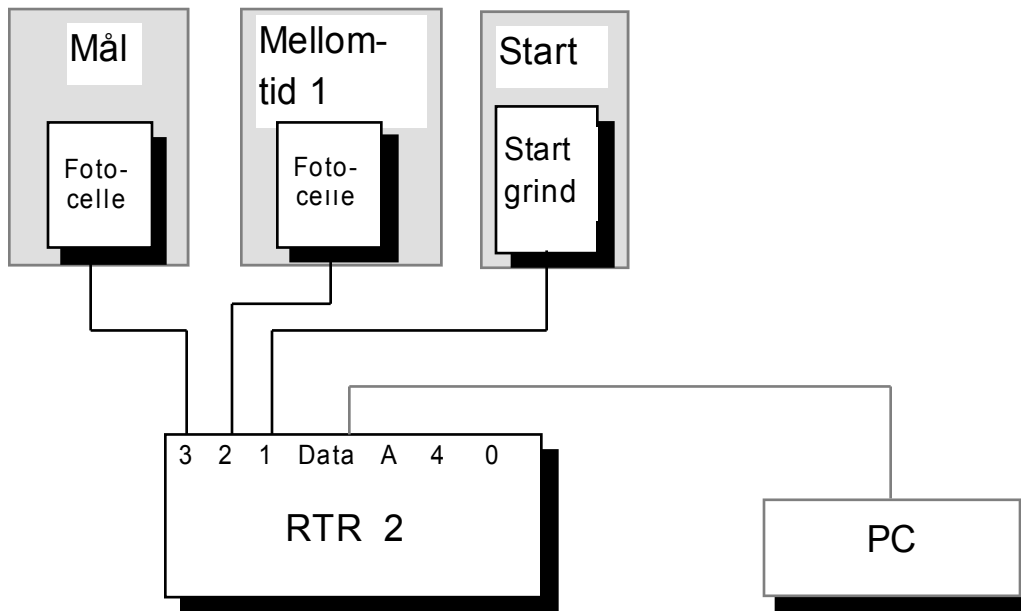 Mål
Foto-
celle
Mellom-
tid 1
Foto-
celle
Start
Start
grind
3 2 1 Data A 4 0
RTR 2
PC